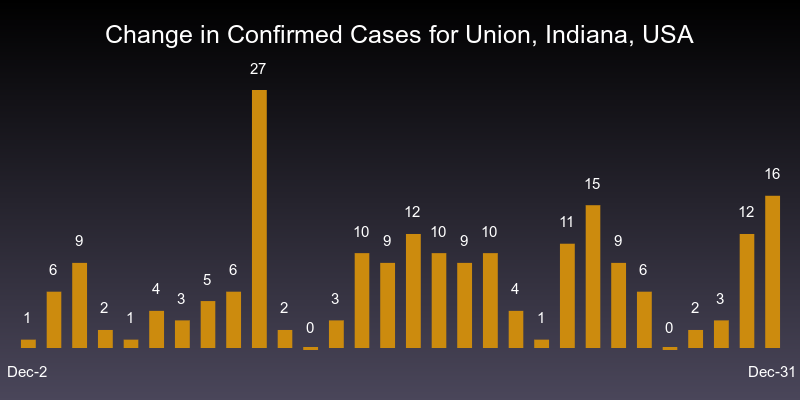 Change in Confirmed Cases for Union, Indiana, USA
1 6 9 2 1 4 3 5 6 27 2 0 3 10 9 12 10 9 10 4 1 11 15 9 6 0 2 3 12 16
Dec-2 Dec-31